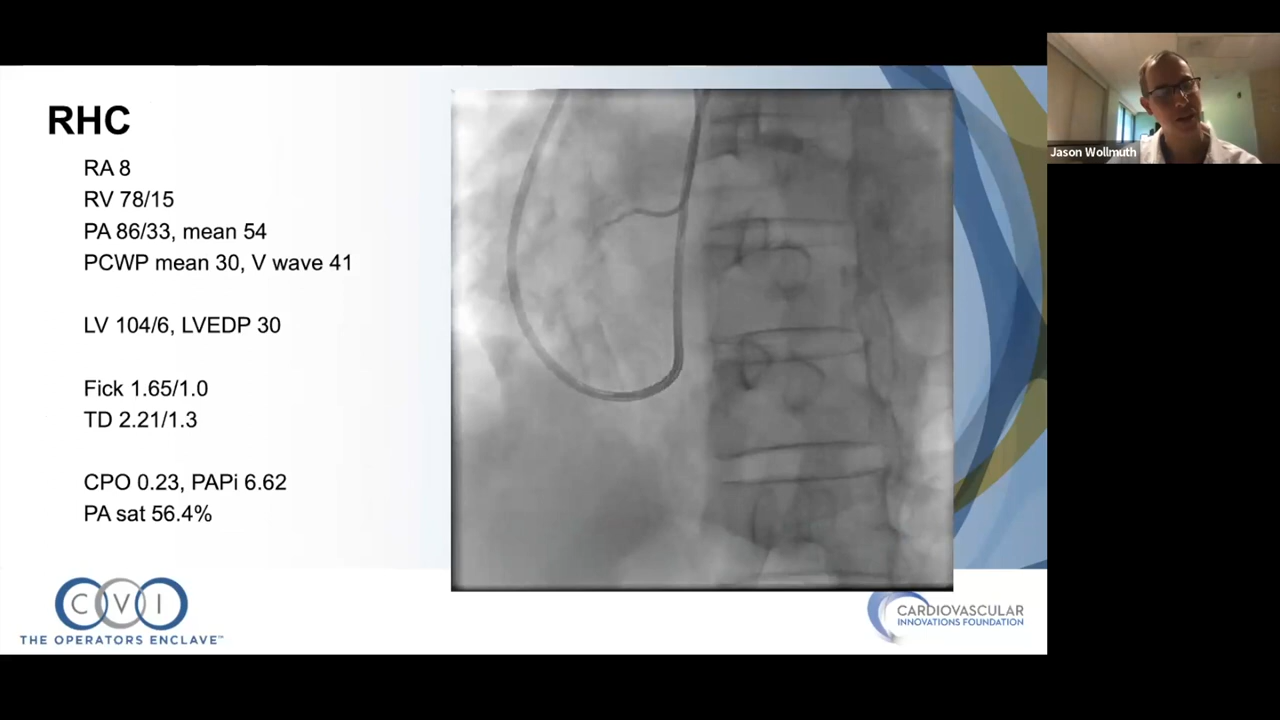 RHC
RA 8
RV 78/15
PA 86/33, mean 54
PCWP mean 30, V wave 41
LV 104/6, LVEDP 30
Fick 1.65/1.0
TD 2.21/1.3
CPO 0.23, PAPi 6.62
PA sat 56.4%
CVI
THE OPERATORS ENCLAVE™
CARDIOVASCULAR
INNOVATIONS FOUNDATION
Jason Wollmuth